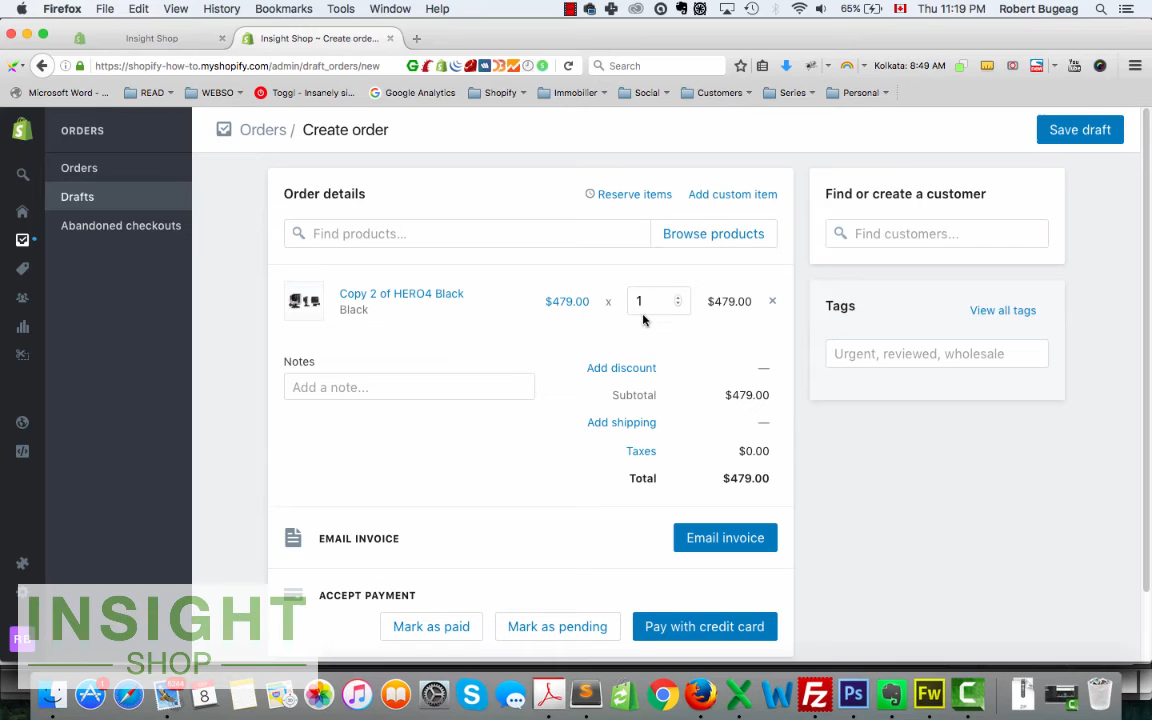 Firefox File Edit View History Bookmarks Tools Window Help 65% Thu 11:19 PM Robert Bugeag
Insight Shop × Insight Shop ~ Create orde... × +
https://shopify-how-to.myshopify.com/admin/draft_orders/new Search Kolkata: 8:49 AM
Microsoft Word - ... READ WEBSO Toggl - Insanely si... Google Analytics Shopify Immobilier Social Customers Series Personal
ORDERS
Orders / Create order
Save draft
Orders
Drafts
Abandoned checkouts
Order details
Reserve items
Add custom item
Find products...
Browse products
Copy 2 of HERO4 Black
Black
$479.00 x 1 $479.00 ×
Notes
Add a note...
Add discount —
Subtotal $479.00
Add shipping —
Taxes $0.00
Total $479.00
EMAIL INVOICE
Email invoice
ACCEPT PAYMENT
Mark as paid
Mark as pending
Pay with credit card
Find or create a customer
Find customers...
Tags
View all tags
Urgent, reviewed, wholesale
INSIGHT
SHOP